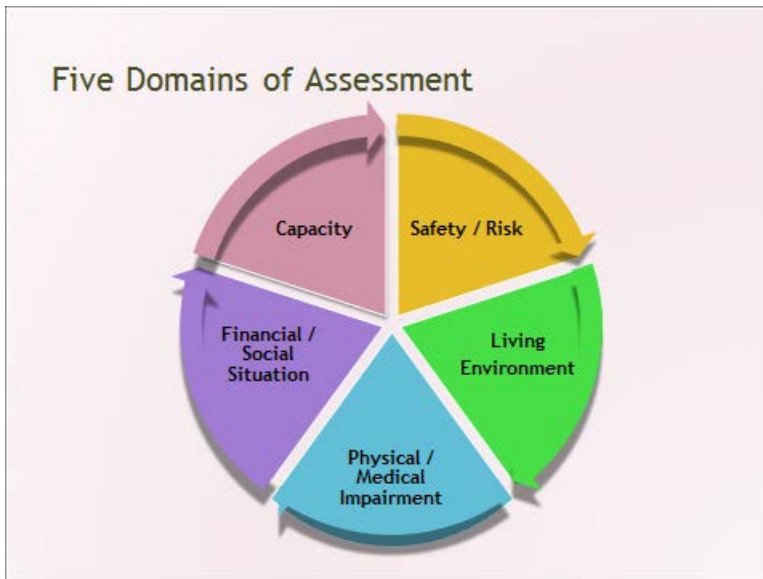 Five Domains of Assessment
Capacity
Safety / Risk
Financial /
Social
Situation
Living
Environment
Physical /
Medical
Impairment